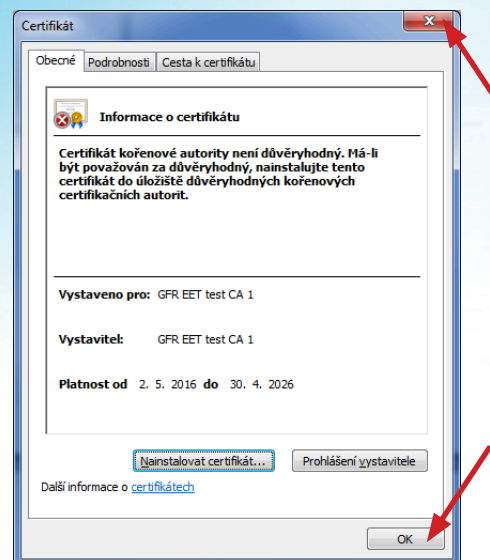 Certifikát
Obecné Podrobnosti Cesta k certifikátu
Informace o certifikátu
Certifikát kořenové autority není důvěryhodný. Má-li
být považován za důvěryhodný, nainstalujte tento
certifikát do úložiště důvěryhodných kořenových
certifikačních autorit.
Vystaveno pro: GFR EET test CA 1
Vystavitel: GFR EET test CA 1
Platnost od 2. 5. 2016 do 30. 4. 2026
Nainstalovat certifikát... Prohlášení vystavitele
Další informace o certifikátech
OK